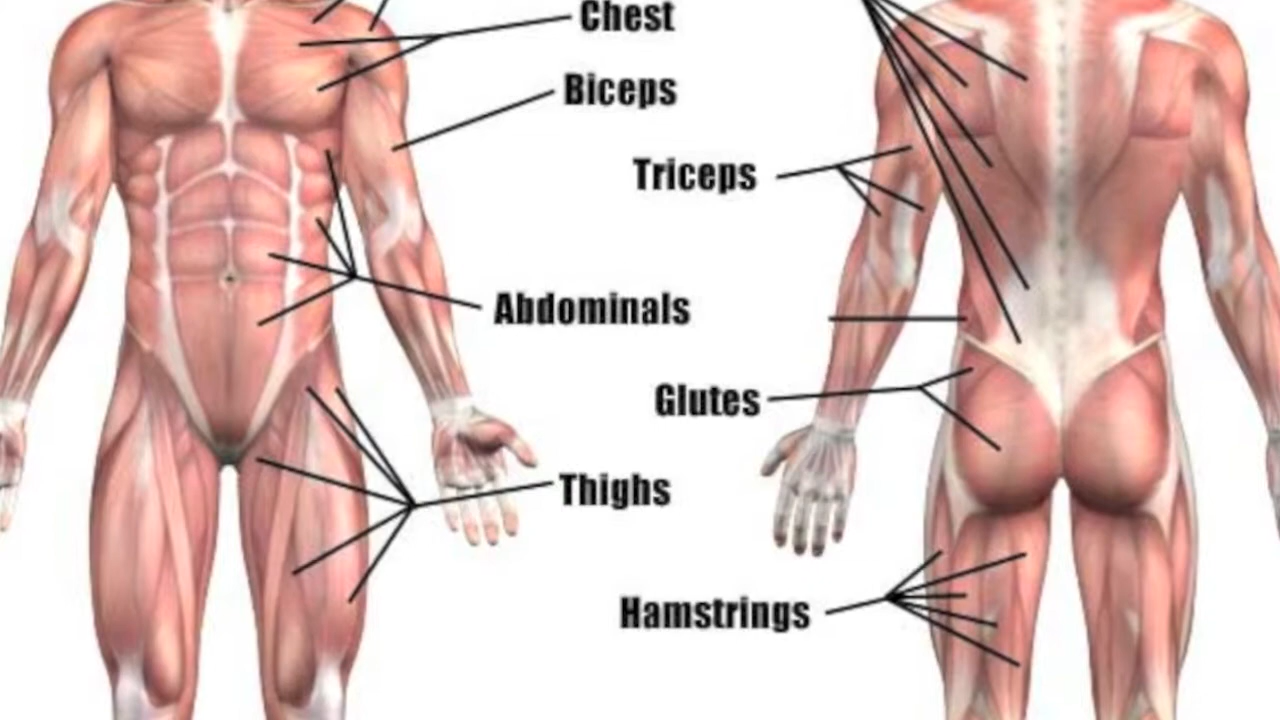 Chest
Biceps
Triceps
Abdominals
Glutes
Thighs
Hamstrings